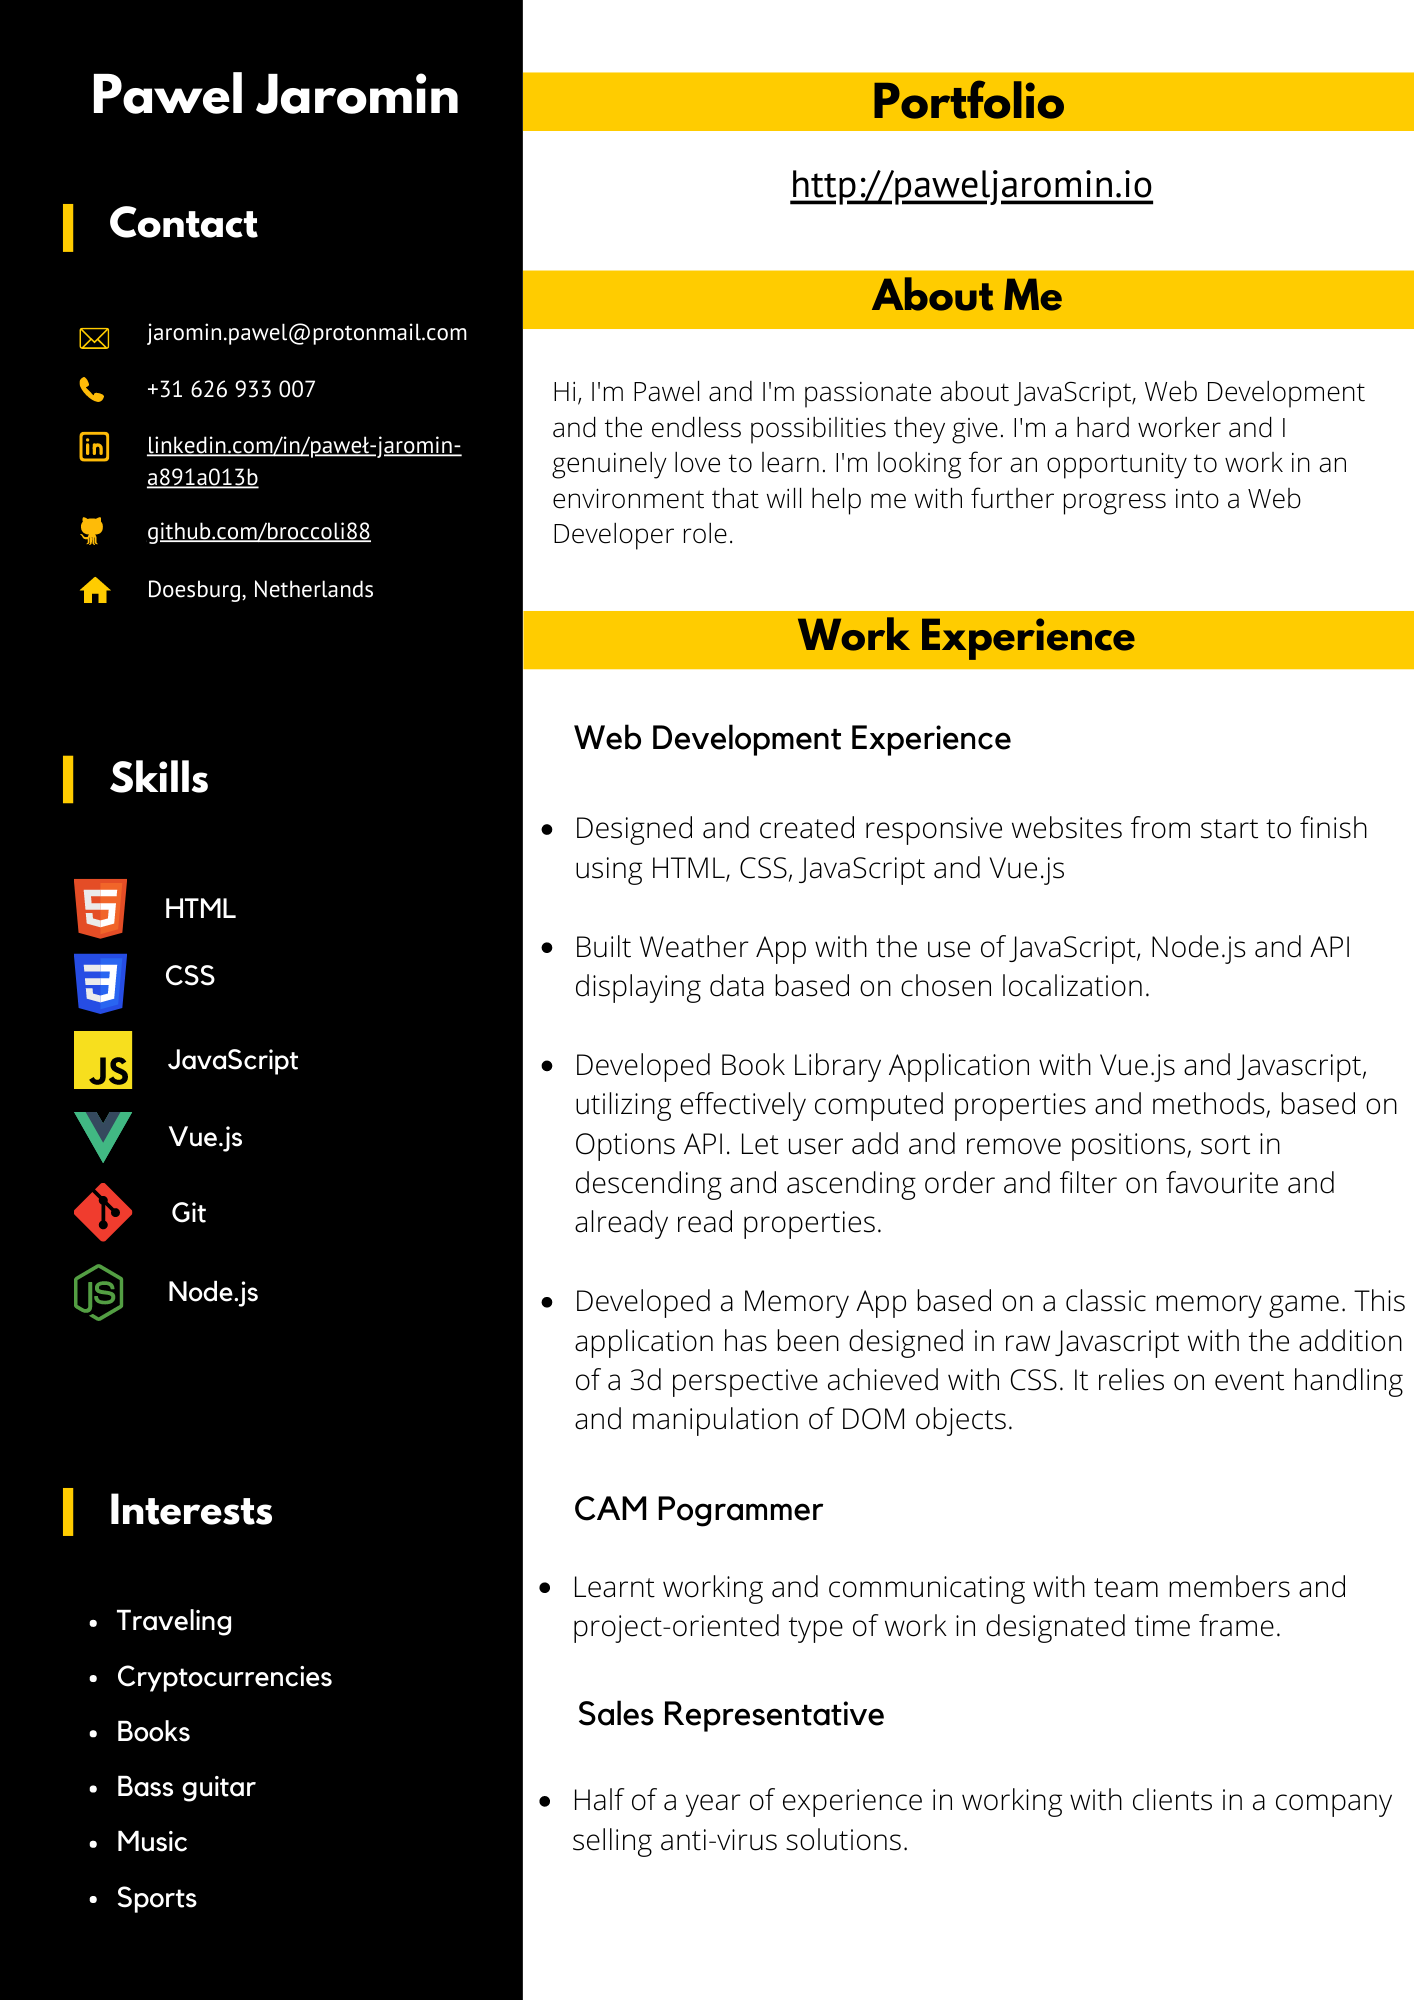 Pawel Jaromin
Contact
jaromin.pawel@protonmail.com
+31 626 933 007
linkedin.com/in/paweł-jaromin-
a891a013b
github.com/broccoli88
Doesburg, Netherlands
Skills
HTML
CSS
JS
JavaScript
Vue.js
Git
JS
Node.js
Interests
• Traveling
• Cryptocurrencies
• Books
• Bass guitar
• Music
• Sports
Portfolio
http://paweljaromin.io
About Me
Hi, I'm Pawel and I'm passionate about JavaScript, Web Development
and the endless possibilities they give. I'm a hard worker and I
genuinely love to learn. I'm looking for an opportunity to work in an
environment that will help me with further progress into a Web
Developer role.
Work Experience
Web Development Experience
• Designed and created responsive websites from start to finish
using HTML, CSS, JavaScript and Vue.js
• Built Weather App with the use of JavaScript, Node.js and API
displaying data based on chosen localization.
• Developed Book Library Application with Vue.js and Javascript,
utilizing effectively computed properties and methods, based on
Options API. Let user add and remove positions, sort in
descending and ascending order and filter on favourite and
already read properties.
• Developed a Memory App based on a classic memory game. This
application has been designed in raw Javascript with the addition
of a 3d perspective achieved with CSS. It relies on event handling
and manipulation of DOM objects.
CAM Pogrammer
• Learnt working and communicating with team members and
project-oriented type of work in designated time frame.
Sales Representative
• Half of a year of experience in working with clients in a company
selling anti-virus solutions.